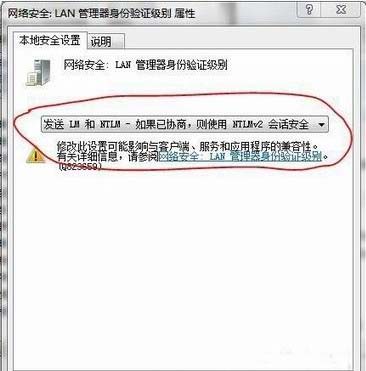 网络安全: LAN 管理器身份验证级别 属性
本地安全设置 说明
网络安全: LAN 管理器身份验证级别
发送 LM 和 NTLM - 如果已协商，则使用 NTLMv2 会话安全
修改此设置可能影响与客户端、服务和应用程序的兼容性。
有关详细信息，请参阅网络安全: LAN 管理器身份验证级别。
(Q823659)